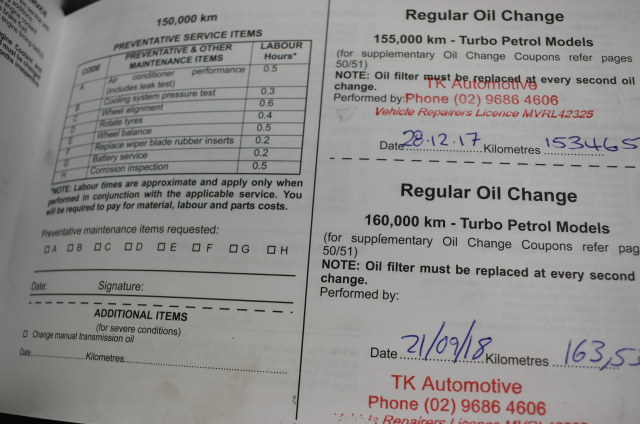 150,000 km
PREVENTATIVE SERVICE ITEMS
CODE PREVENTATIVE & OTHER MAINTENANCE ITEMS LABOUR Hours*
A Air conditioner performance (includes leak test) 0.5
B Cooling system pressure test 0.3
C Wheel alignment 0.6
D Rotate tyres 0.4
E Wheel balance 0.5
F Replace wiper blade rubber inserts 0.2
G Battery service 0.2
H Corrosion inspection 0.5
*NOTE: Labour times are approximate and apply only when
performed in conjunction with the applicable service. You
will be required to pay for material, labour and parts costs.
Preventative maintenance items requested:
A B C D E F G H
Date: Signature:
ADDITIONAL ITEMS
(for severe conditions)
Change manual transmission oil
Date Kilometres
Regular Oil Change
155,000 km - Turbo Petrol Models
(for supplementary Oil Change Coupons refer pages
50/51)
NOTE: Oil filter must be replaced at every second oil
change.
TK Automotive
Performed by: Phone (02) 9686 4606
Vehicle Repairers Licence MVRL42325
Date 28.12.17 Kilometres 153465
Regular Oil Change
160,000 km - Turbo Petrol Models
(for supplementary Oil Change Coupons refer pag
50/51)
NOTE: Oil filter must be replaced at every second
change.
Performed by:
Date 21/09/18 Kilometres 163,53
TK Automotive
Phone (02) 9686 4606
Vehicle Repairers Licence